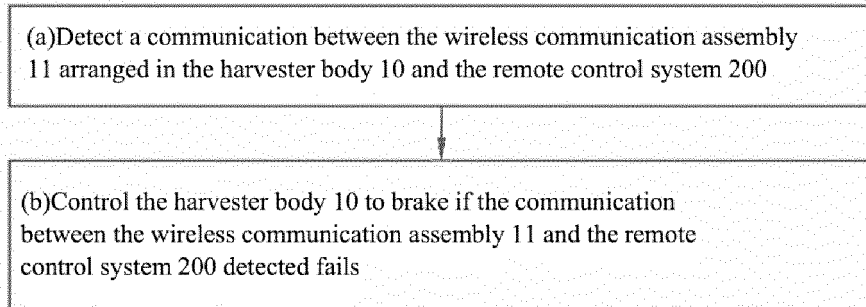 (a)Detect a communication between the wireless communication assembly
11 arranged in the harvester body 10 and the remote control system 200
(b)Control the harvester body 10 to brake if the communication
between the wireless communication assembly 11 and the remote
control system 200 detected fails